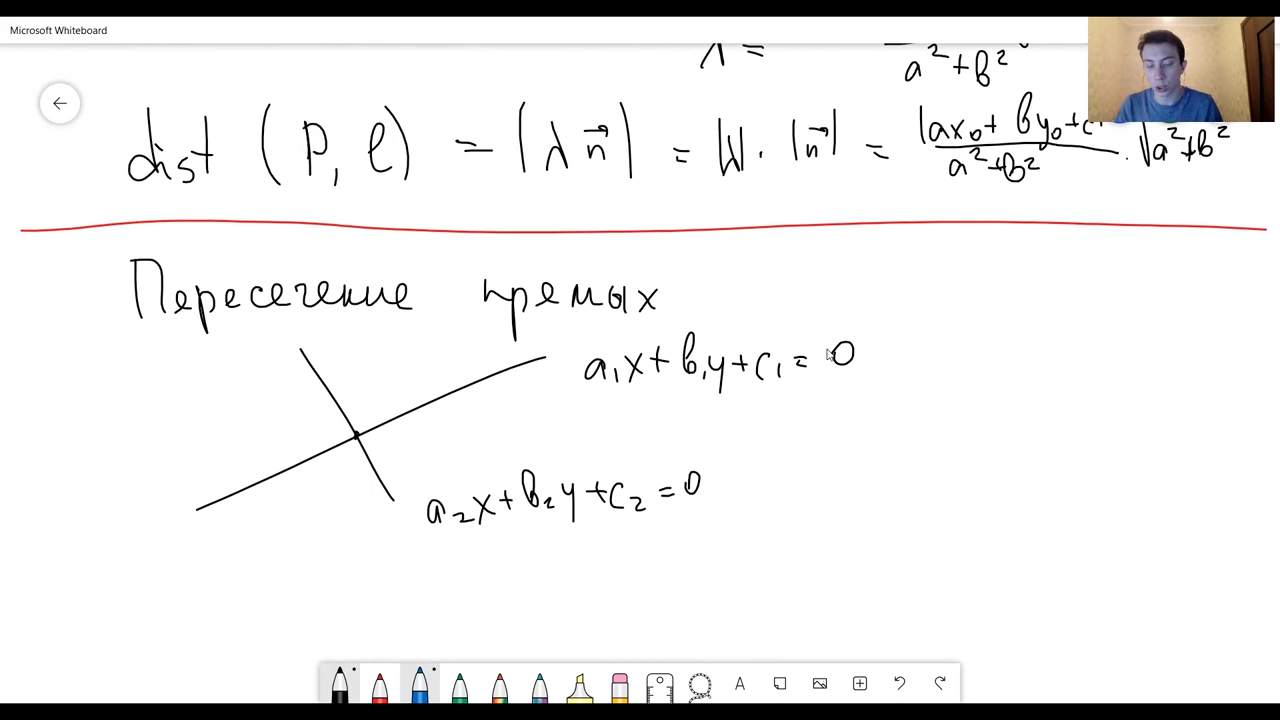 Microsoft Whiteboard
λ =
a²+b²
dist (P, ℓ) = |λ n⃗| = |λ| · |n⃗| = |ax₀ + by₀ + c| / a²+b² · √a²+b²
Пересечение прямых
a₁x + b₁y + c₁ = 0
a₂x + b₂y + c₂ = 0
A